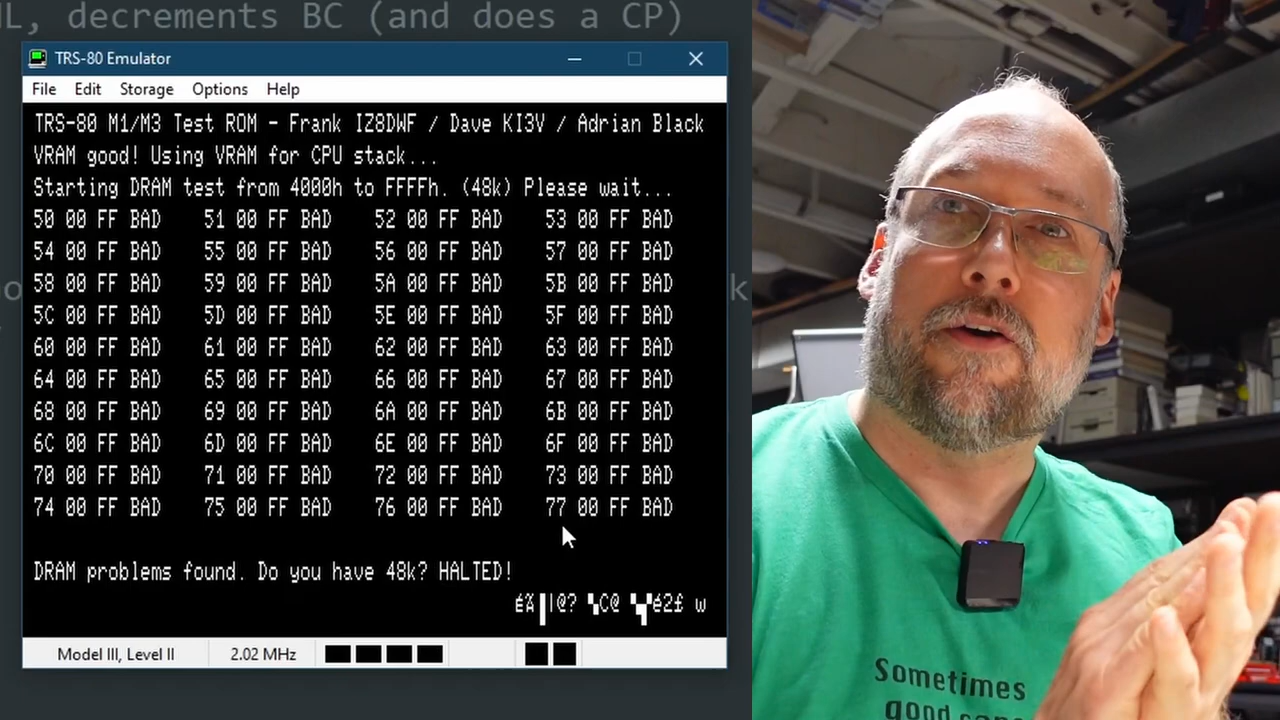 L, decrements BC (and does a CP)
TRS-80 Emulator
File Edit Storage Options Help
TRS-80 M1/M3 Test ROM - Frank IZ8DWF / Dave KI3V / Adrian Black
VRAM good! Using VRAM for CPU stack...
Starting DRAM test from 4000h to FFFFh. (48k) Please wait...
50 00 FF BAD 51 00 FF BAD 52 00 FF BAD 53 00 FF BAD
54 00 FF BAD 55 00 FF BAD 56 00 FF BAD 57 00 FF BAD
58 00 FF BAD 59 00 FF BAD 5A 00 FF BAD 5B 00 FF BAD
5C 00 FF BAD 5D 00 FF BAD 5E 00 FF BAD 5F 00 FF BAD
60 00 FF BAD 61 00 FF BAD 62 00 FF BAD 63 00 FF BAD
64 00 FF BAD 65 00 FF BAD 66 00 FF BAD 67 00 FF BAD
68 00 FF BAD 69 00 FF BAD 6A 00 FF BAD 6B 00 FF BAD
6C 00 FF BAD 6D 00 FF BAD 6E 00 FF BAD 6F 00 FF BAD
70 00 FF BAD 71 00 FF BAD 72 00 FF BAD 73 00 FF BAD
74 00 FF BAD 75 00 FF BAD 76 00 FF BAD 77 00 FF BAD
DRAM problems found. Do you have 48k? HALTED!
Model III, Level II 2.02 MHz
Sometimes
good